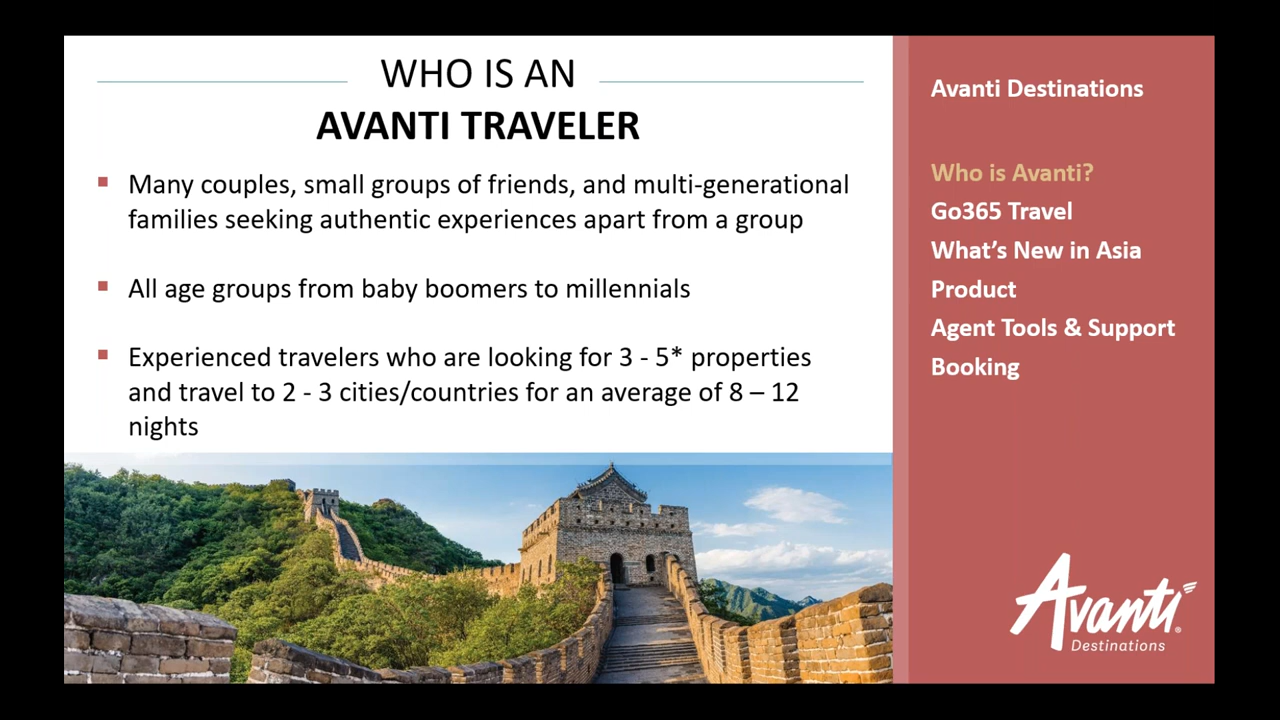 WHO IS AN
AVANTI TRAVELER
Many couples, small groups of friends, and multi-generational
families seeking authentic experiences apart from a group
All age groups from baby boomers to millennials
Experienced travelers who are looking for 3 - 5* properties
and travel to 2 - 3 cities/countries for an average of 8 – 12
nights
Avanti Destinations
Who is Avanti?
Go365 Travel
What’s New in Asia
Product
Agent Tools & Support
Booking
Avanti®
Destinations